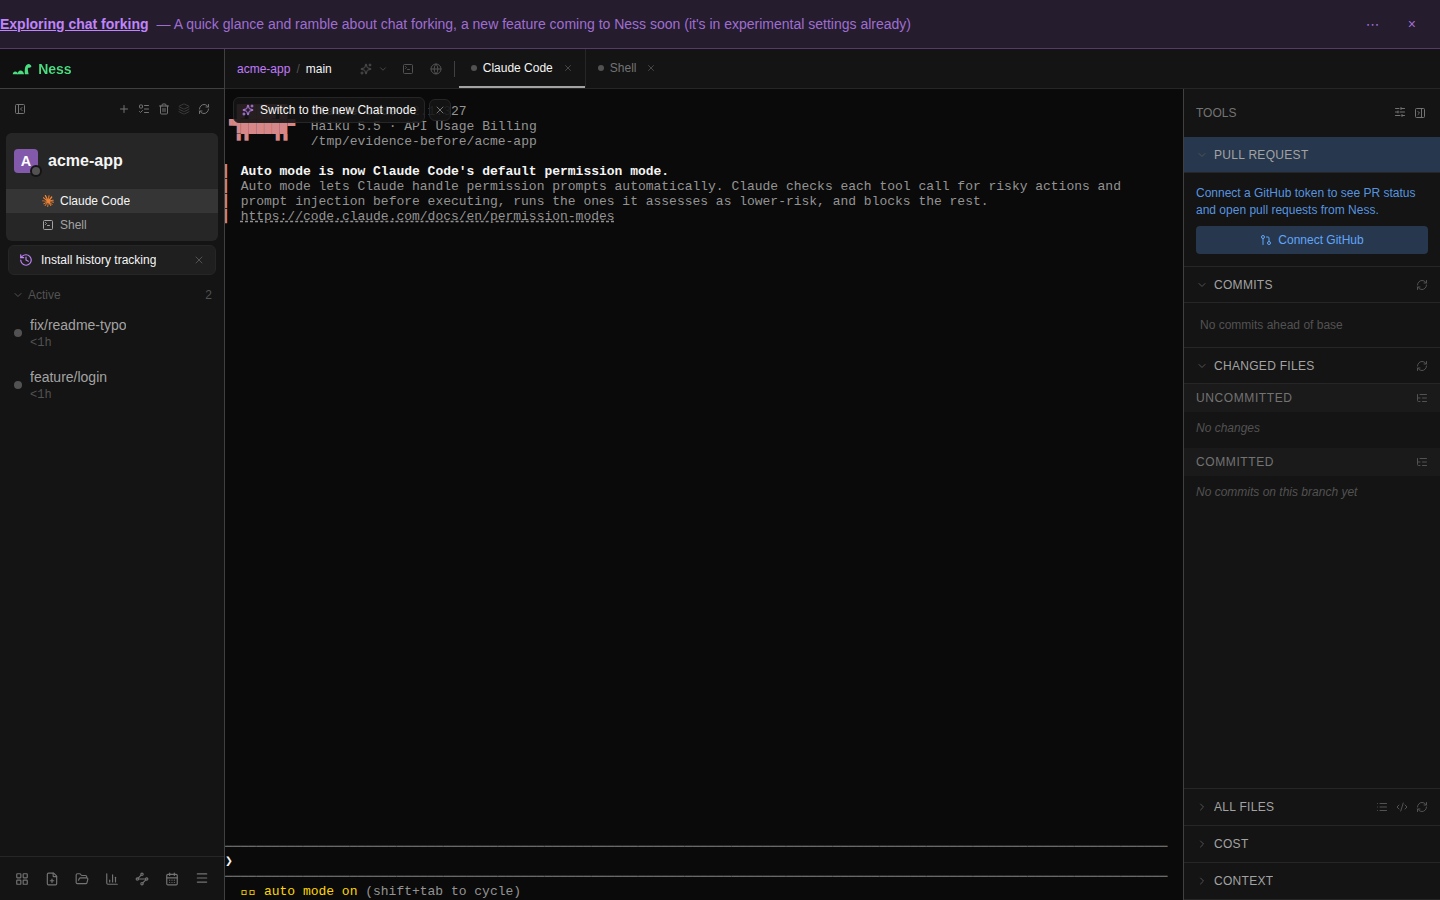 Exploring chat forking — A quick glance and ramble about chat forking, a new feature coming to Ness soon (it's in experimental settings already)
Ness
acme-app / main
Claude Code
Shell
A acme-app
Claude Code
Shell
Install history tracking
Active 2
fix/readme-typo
<1h
feature/login
<1h
Switch to the new Chat mode
27
Haiku 5.5 · API Usage Billing
/tmp/evidence-before/acme-app
Auto mode is now Claude Code's default permission mode.
Auto mode lets Claude handle permission prompts automatically. Claude checks each tool call for risky actions and
prompt injection before executing, runs the ones it assesses as lower-risk, and blocks the rest.
https://code.claude.com/docs/en/permission-modes
❯
auto mode on (shift+tab to cycle)
TOOLS
PULL REQUEST
Connect a GitHub token to see PR status
and open pull requests from Ness.
Connect GitHub
COMMITS
No commits ahead of base
CHANGED FILES
UNCOMMITTED
No changes
COMMITTED
No commits on this branch yet
ALL FILES
COST
CONTEXT